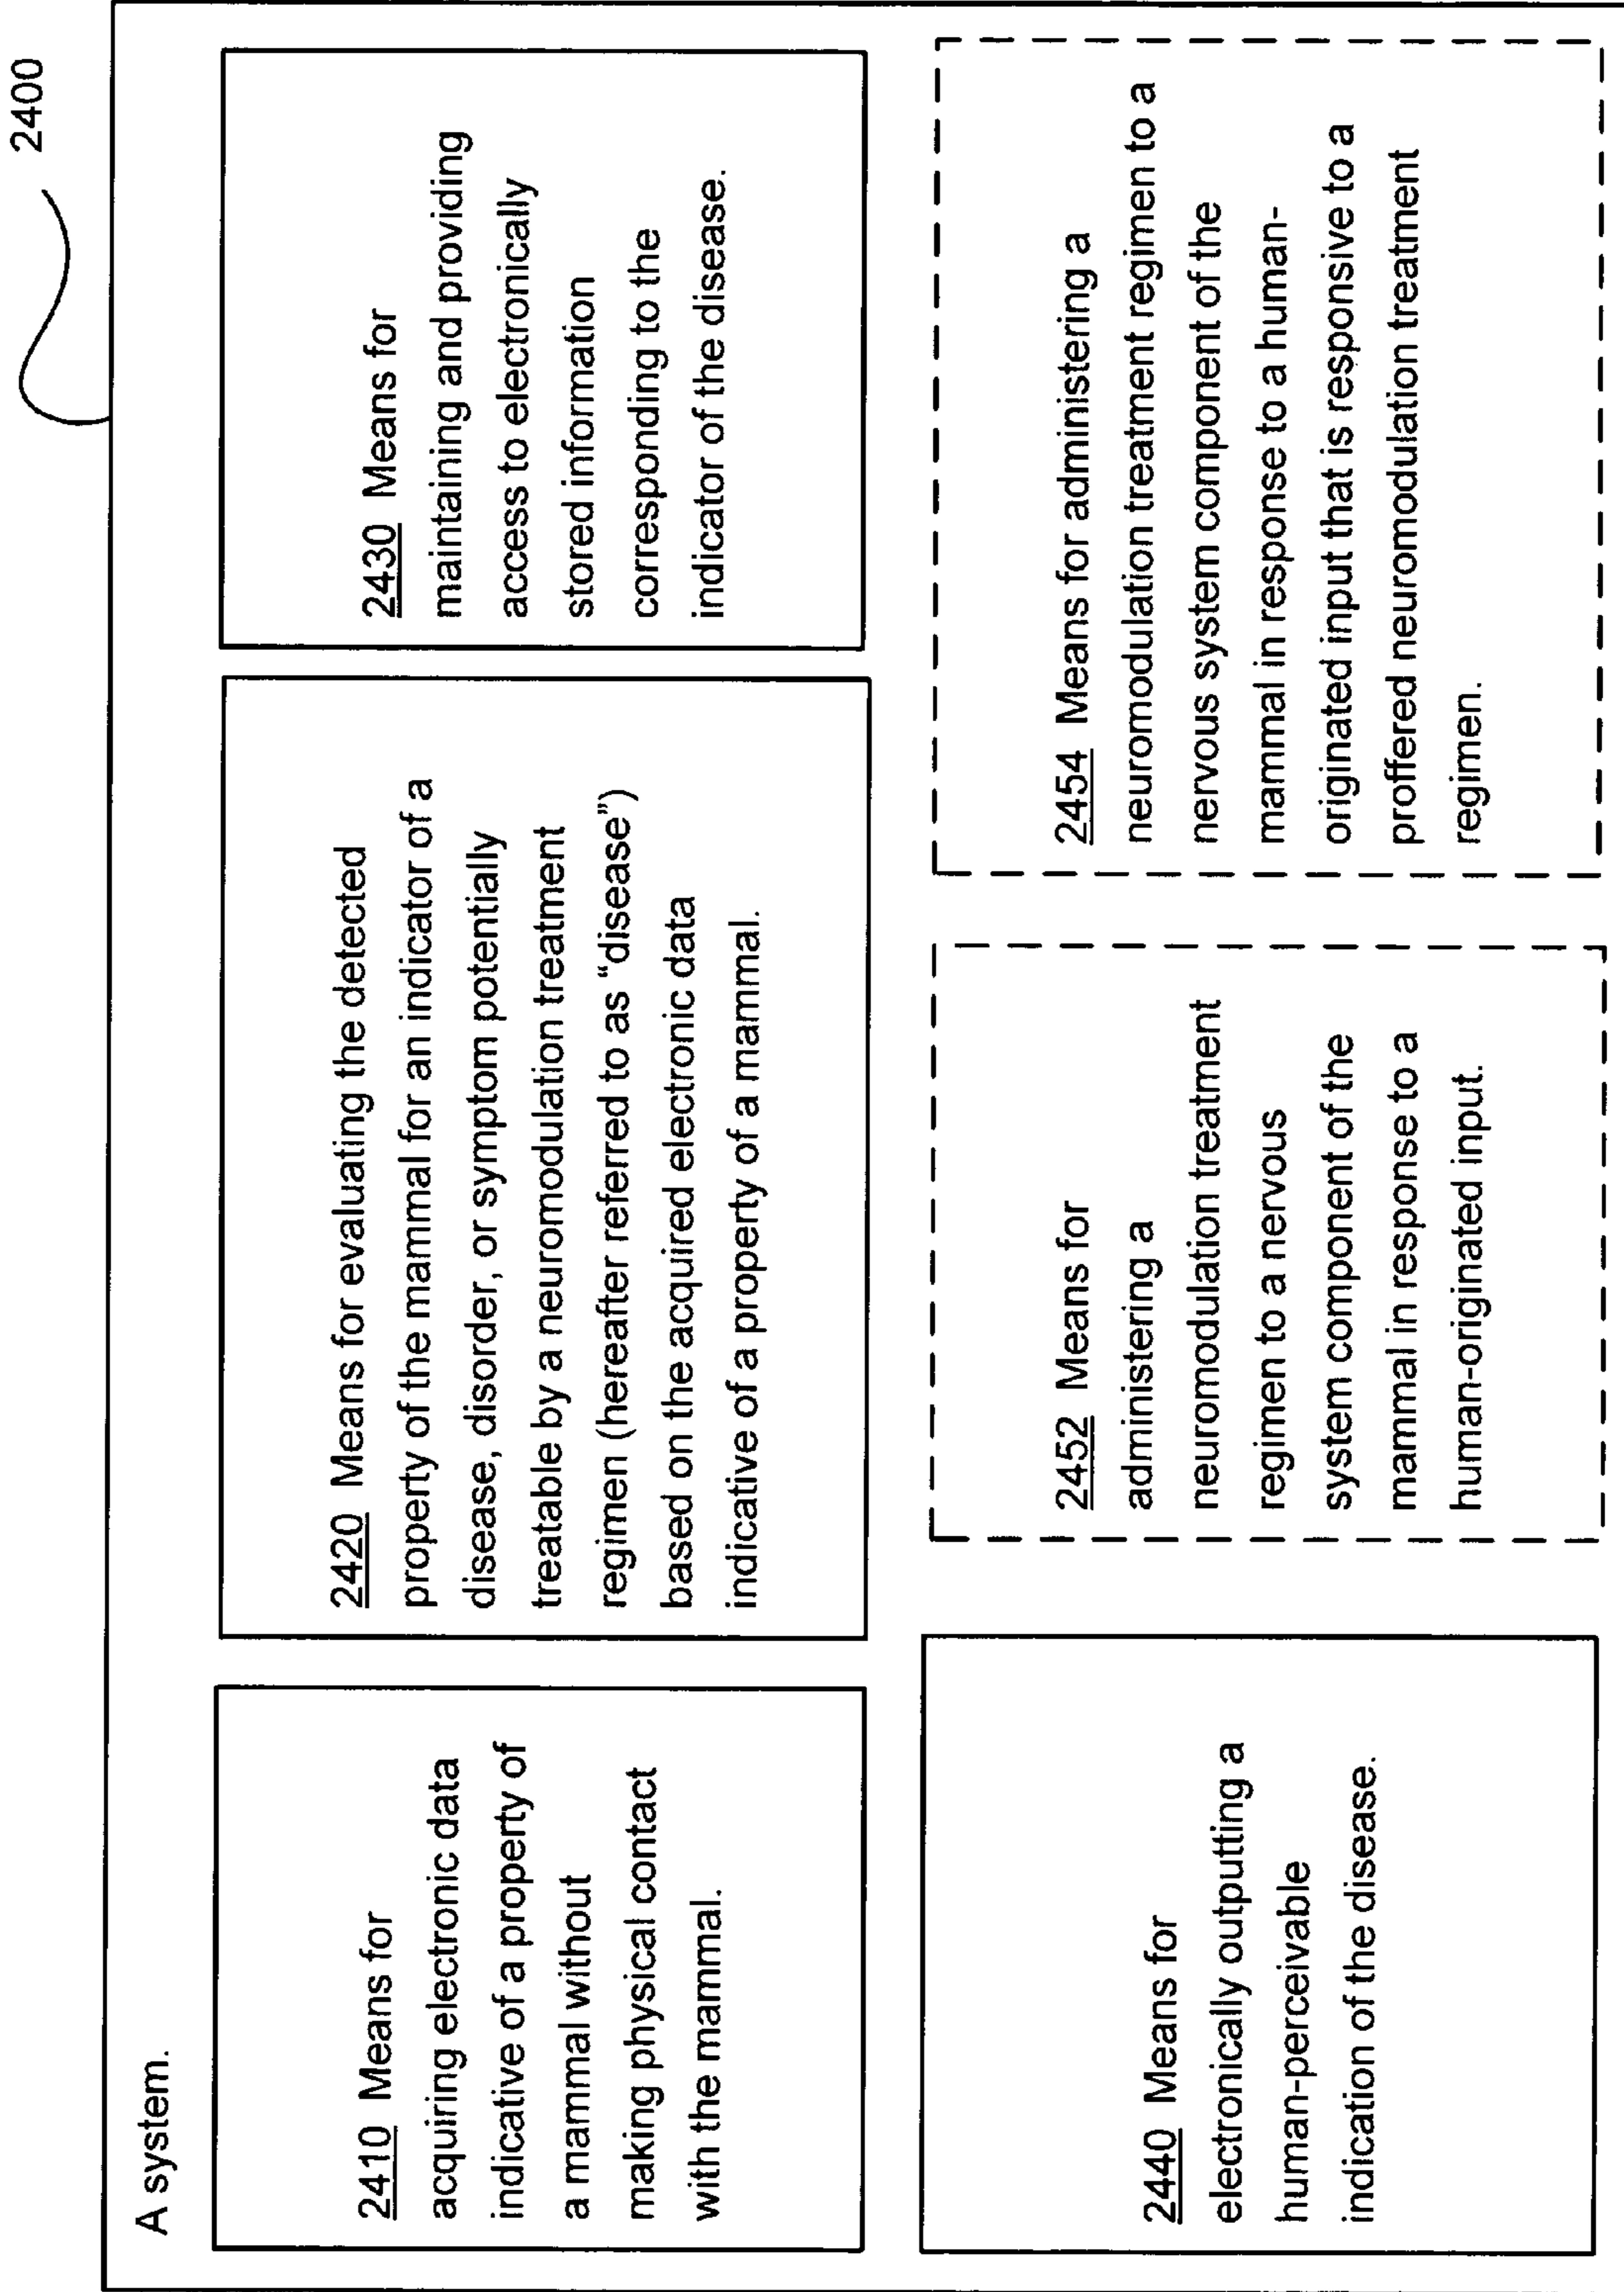 2400
A system.
2410 Means for
acquiring electronic data
indicative of a property of
a mammal without
making physical contact
with the mammal.
2420 Means for evaluating the detected
property of the mammal for an indicator of a
disease, disorder, or symptom potentially
treatable by a neuromodulation treatment
regimen (hereafter referred to as “disease”)
based on the acquired electronic data
indicative of a property of a mammal.
2430 Means for
maintaining and providing
access to electronically
stored information
corresponding to the
indicator of the disease.
2440 Means for
electronically outputting a
human-perceivable
indication of the disease.
2452 Means for
administering a
neuromodulation treatment
regimen to a nervous
system component of the
mammal in response to a
human-originated input.
2454 Means for administering a
neuromodulation treatment regimen to a
nervous system component of the
mammal in response to a human-
originated input that is responsive to a
proffered neuromodulation treatment
regimen.